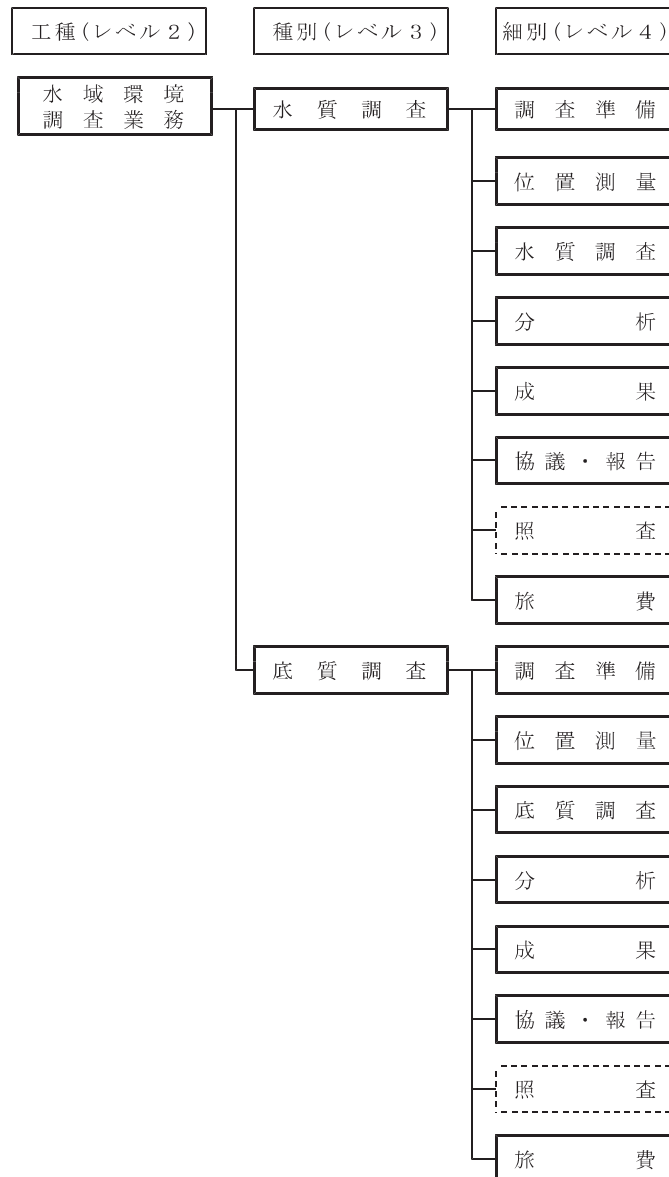 工種(レベル２) 種別(レベル３) 細別(レベル４)
水域環境
調査業務
水質調査
調査準備
位置測量
水質調査
分析
成果
協議・報告
照査
旅費
底質調査
調査準備
位置測量
底質調査
分析
成果
協議・報告
照査
旅費